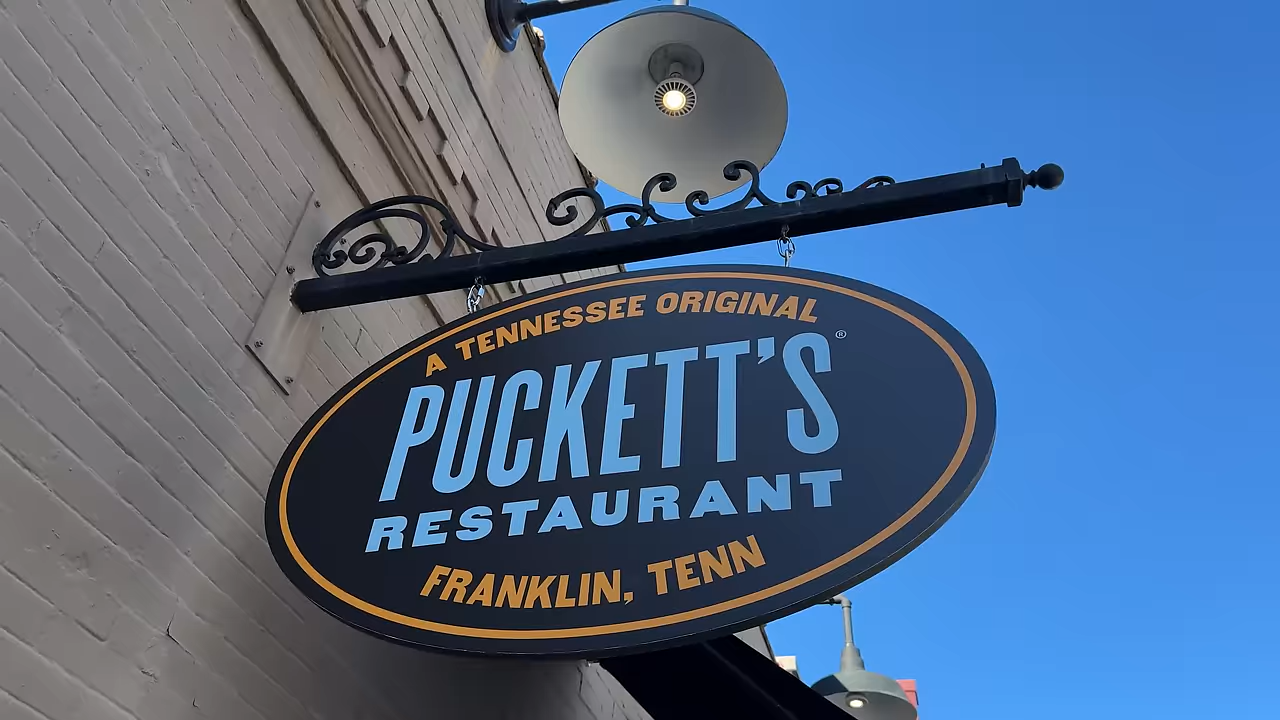 A TENNESSEE ORIGINAL
PUCKETT'S®
RESTAURANT
FRANKLIN, TENN